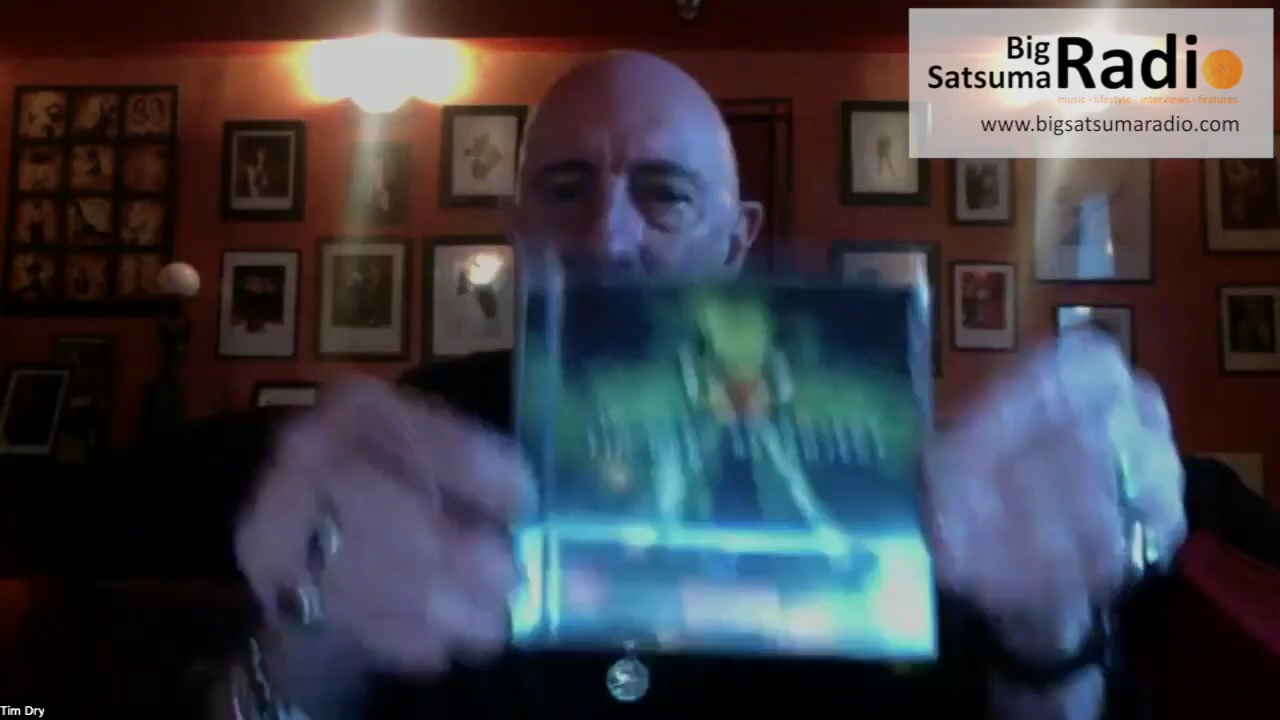 Big
Satsuma
Radio
music - lifestyle - interviews - features
www.bigsatsumaradio.com
Tim Dry